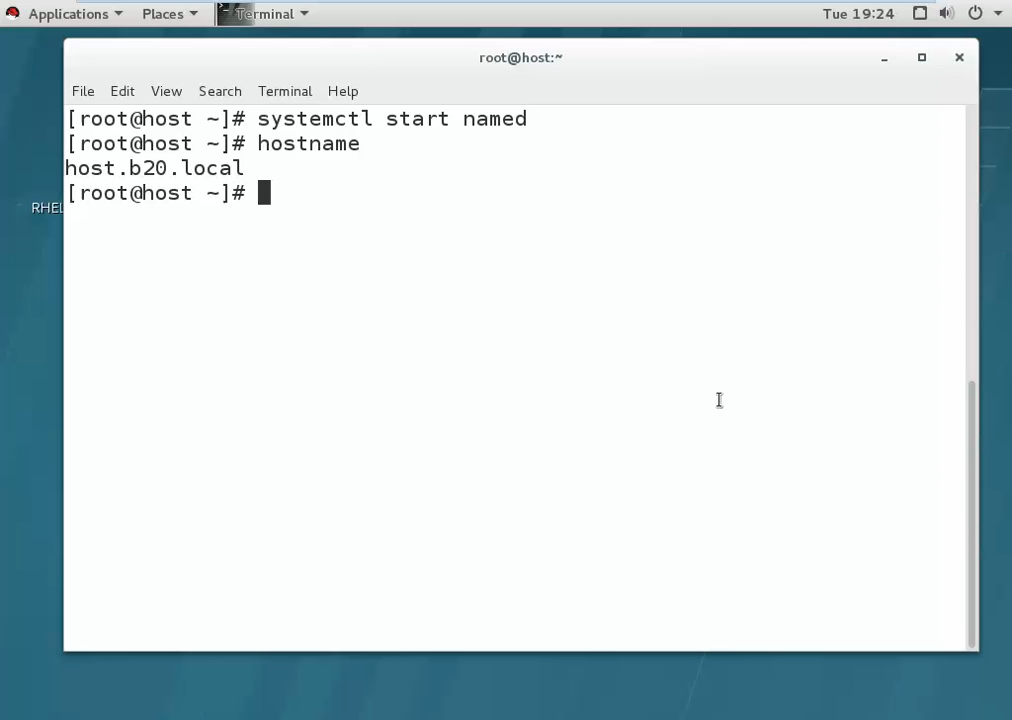 Applications Places Terminal Tue 19:24
root@host:~
File Edit View Search Terminal Help
[root@host ~]# systemctl start named
[root@host ~]# hostname
host.b20.local
[root@host ~]#